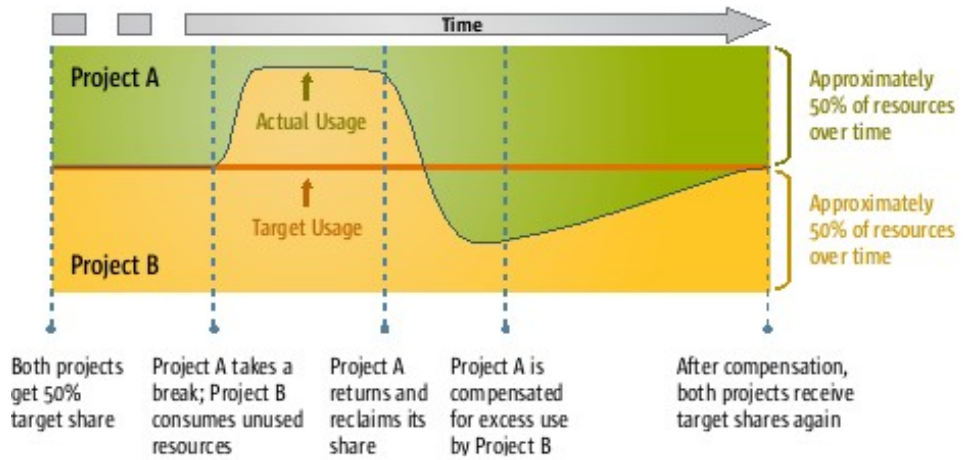 Time
Project A
Actual Usage
Target Usage
Project B
Approximately
50% of resources
over time
Approximately
50% of resources
over time
Both projects
get 50%
target share
Project A takes a
break; Project B
consumes unused
resources
Project A
returns and
reclaims its
share
Project A is
compensated
for excess use
by Project B
After compensation,
both projects receive
target shares again